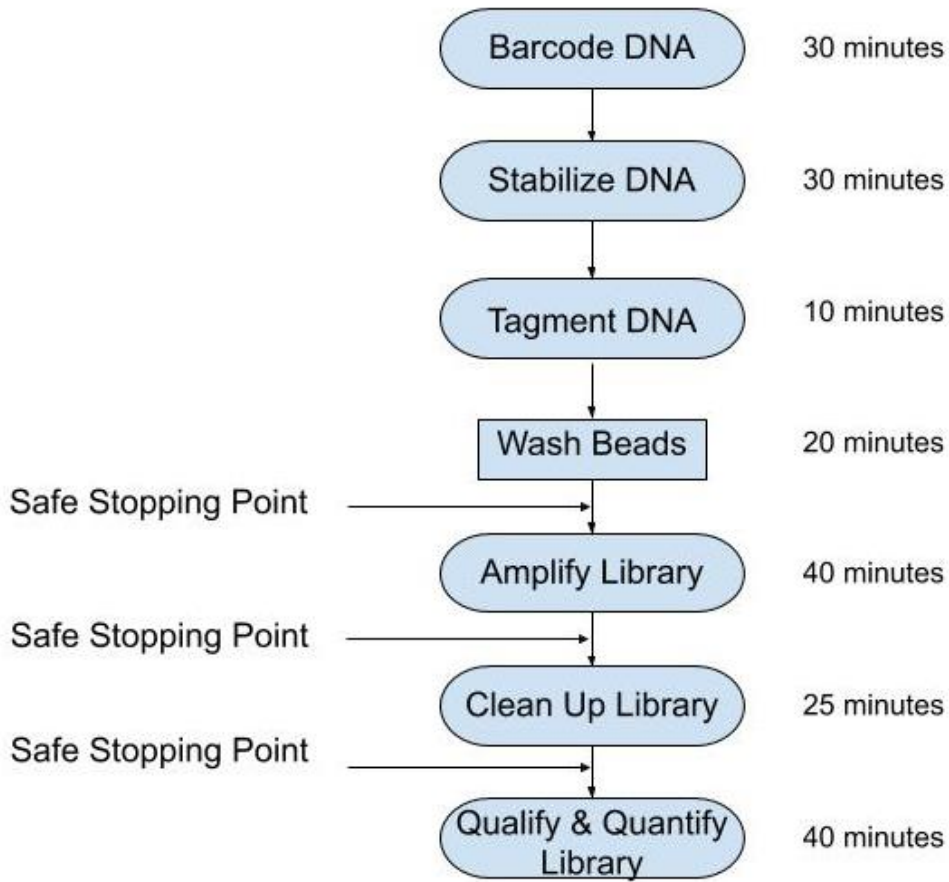 Barcode DNA 30 minutes
Stabilize DNA 30 minutes
Tagment DNA 10 minutes
Wash Beads 20 minutes
Safe Stopping Point
Amplify Library 40 minutes
Safe Stopping Point
Clean Up Library 25 minutes
Safe Stopping Point
Qualify & Quantify
Library
40 minutes